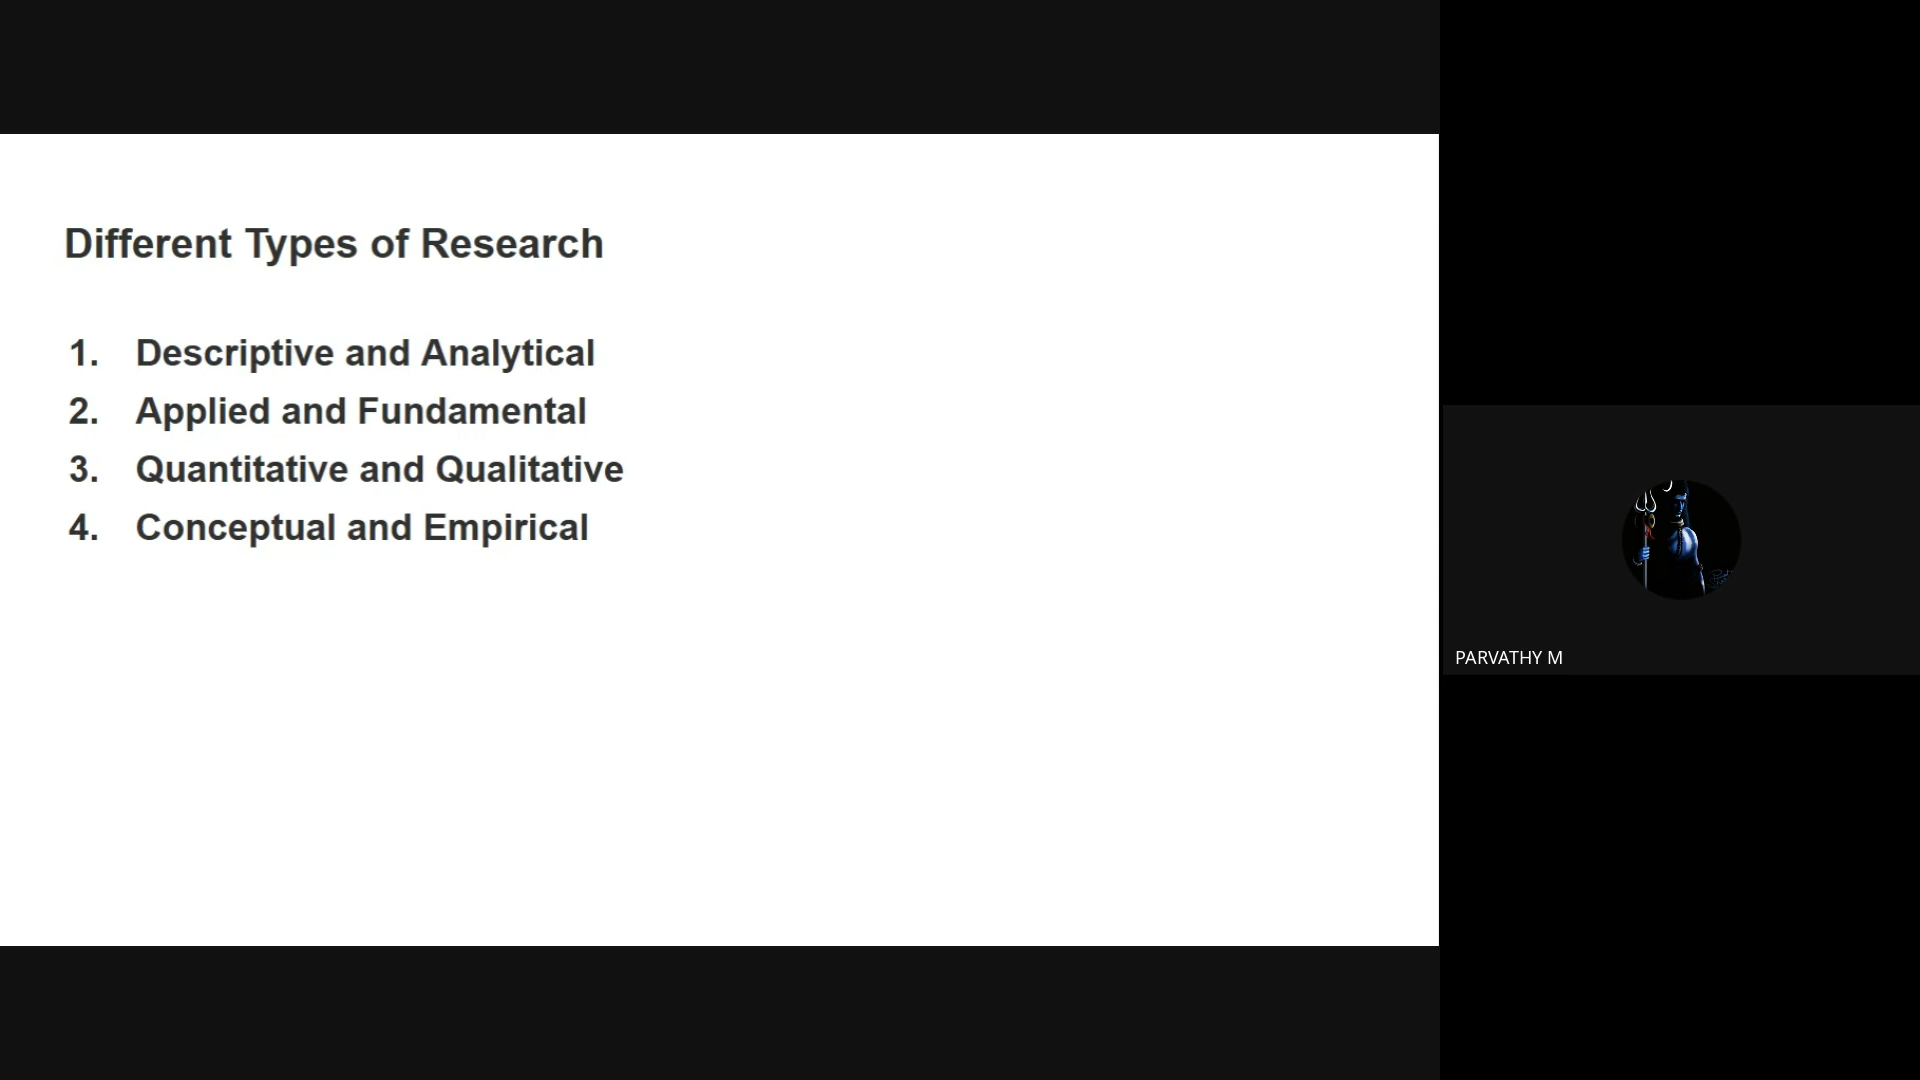 Different Types of Research
1. Descriptive and Analytical
2. Applied and Fundamental
3. Quantitative and Qualitative
4. Conceptual and Empirical
PARVATHY M